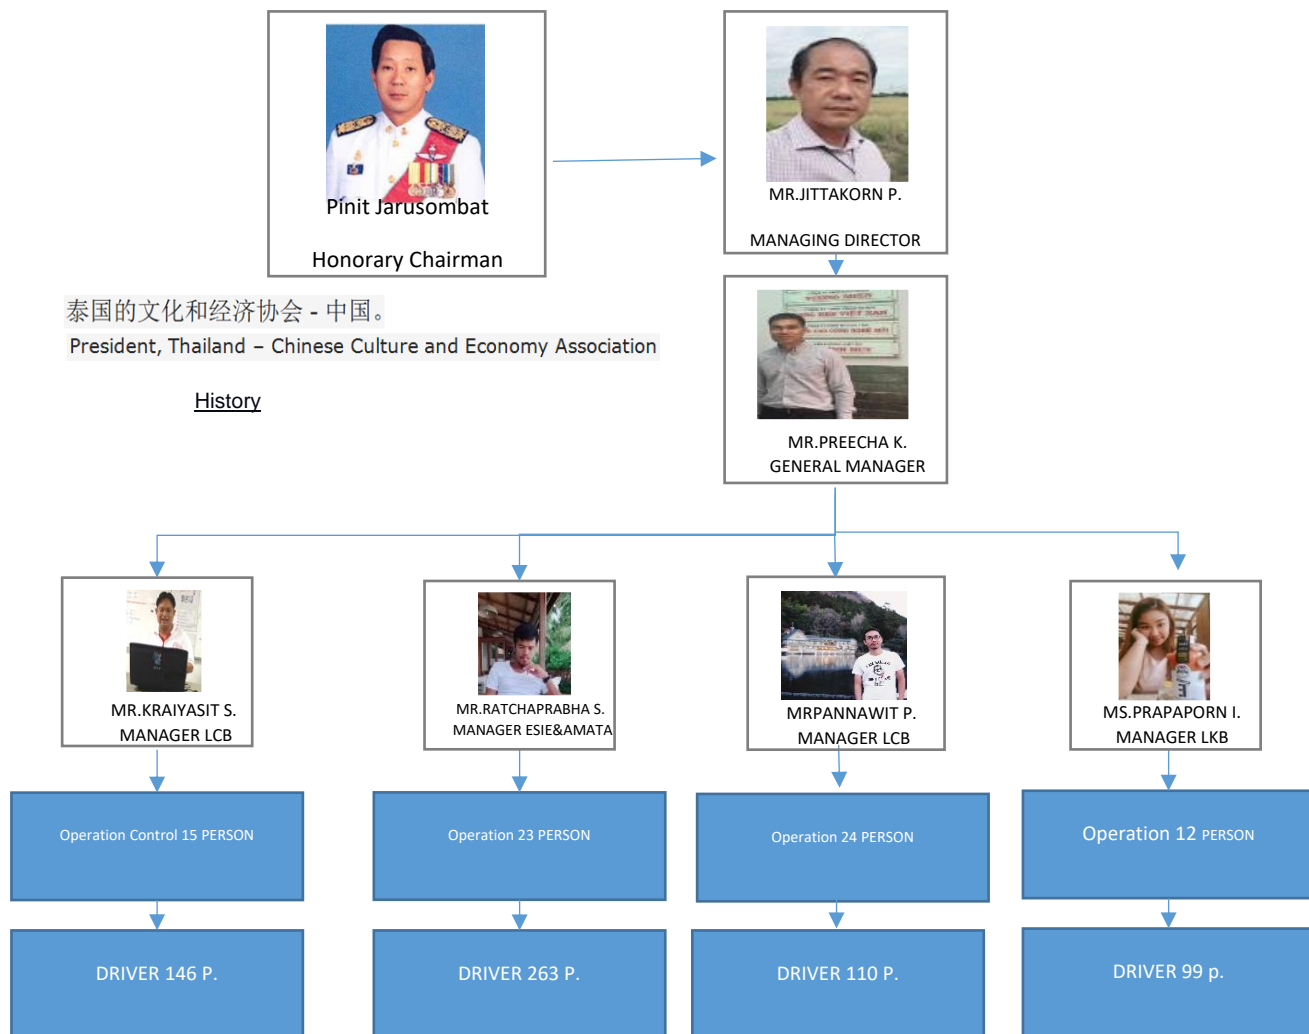 Pinit Jarusombat
Honorary Chairman
MR.JITTAKORN P.
MANAGING DIRECTOR
泰国的文化和经济协会 - 中国。
President, Thailand – Chinese Culture and Economy Association
History
MR.PREECHA K.
GENERAL MANAGER
MR.KRAIYASIT S.
MANAGER LCB
MR.RATCHAPRABHA S.
MANAGER ESIE&AMATA
MRPANNAWIT P.
MANAGER LCB
MS.PRAPAPORN I.
MANAGER LKB
Operation Control 15 PERSON
Operation 23 PERSON
Operation 24 PERSON
Operation 12 PERSON
DRIVER 146 P.
DRIVER 263 P.
DRIVER 110 P.
DRIVER 99 p.